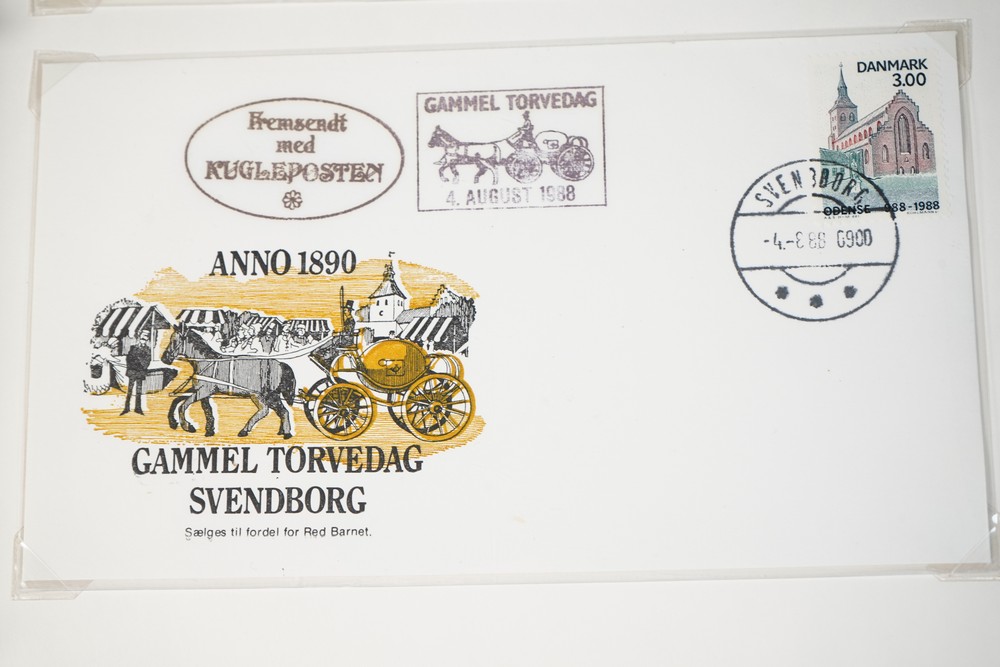 Fremsendt
med
KUGLEPOSTEN
GAMMEL TORVEDAG
4. AUGUST 1988
DANMARK
3.00
ODENSE 988-1988
SVENDBORG
-4.-8.88 0900
ANNO 1890
GAMMEL TORVEDAG
SVENDBORG
Sælges til fordel for Red Barnet.